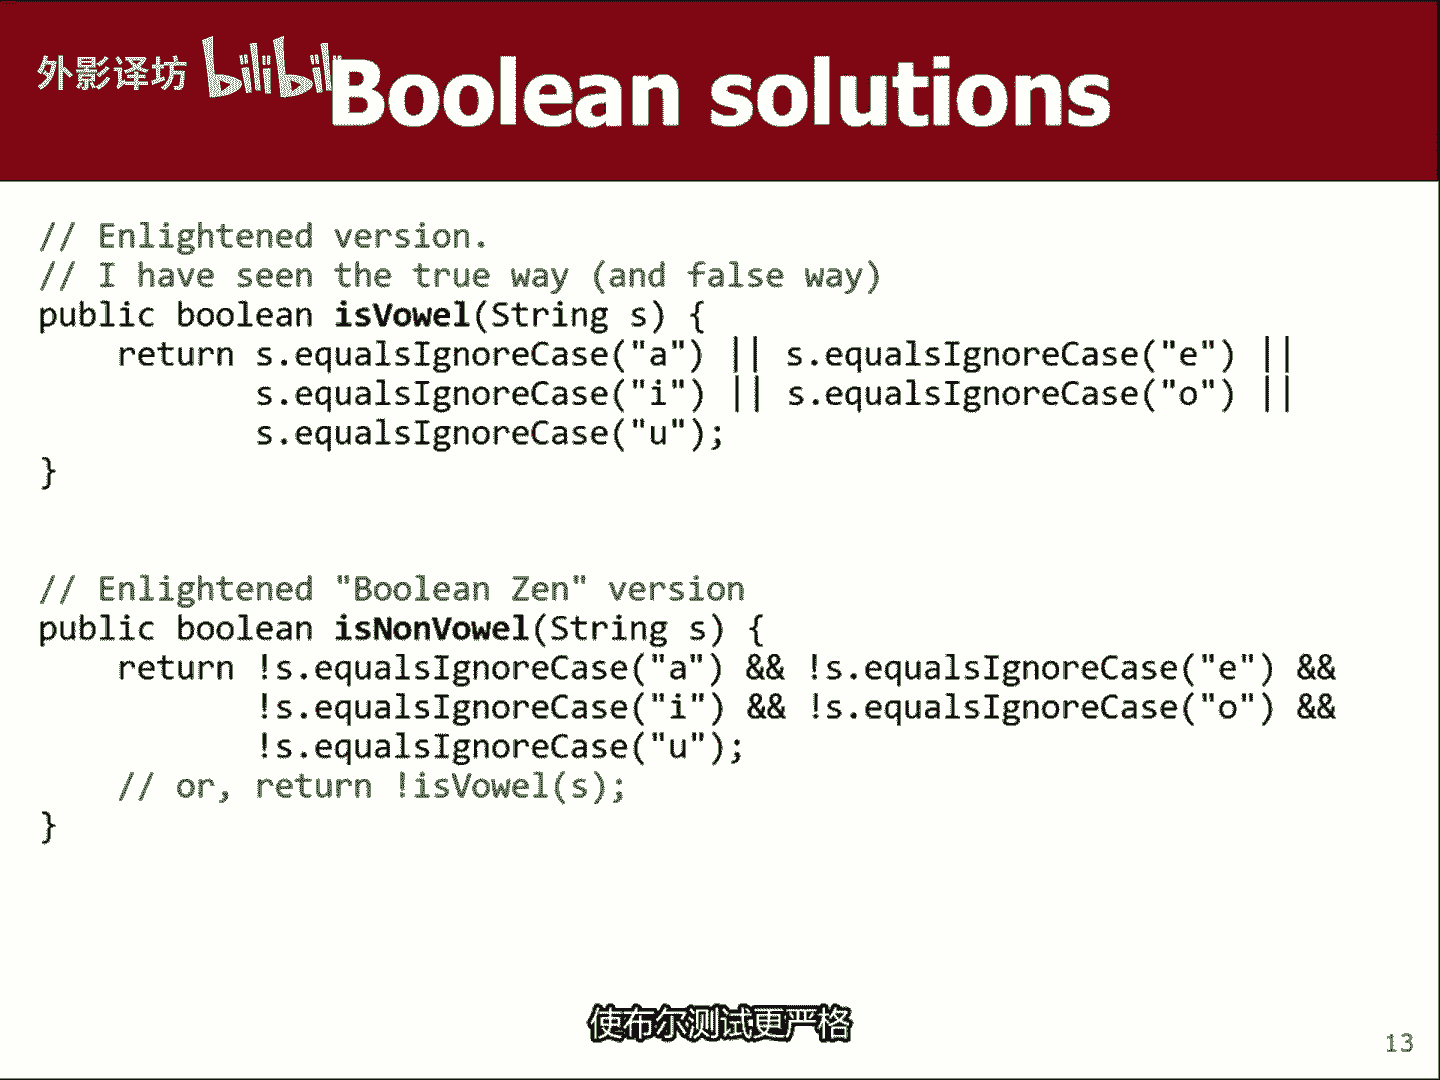 外影译坊 bilibili
Boolean solutions
// Enlightened version.
// I have seen the true way (and false way)
public boolean isVowel(String s) {
    return s.equalsIgnoreCase("a") || s.equalsIgnoreCase("e") ||
           s.equalsIgnoreCase("i") || s.equalsIgnoreCase("o") ||
           s.equalsIgnoreCase("u");
}
// Enlightened "Boolean Zen" version
public boolean isNonVowel(String s) {
    return !s.equalsIgnoreCase("a") && !s.equalsIgnoreCase("e") &&
           !s.equalsIgnoreCase("i") && !s.equalsIgnoreCase("o") &&
           !s.equalsIgnoreCase("u");
    // or, return !isVowel(s);
}
使布尔测试更严格
13